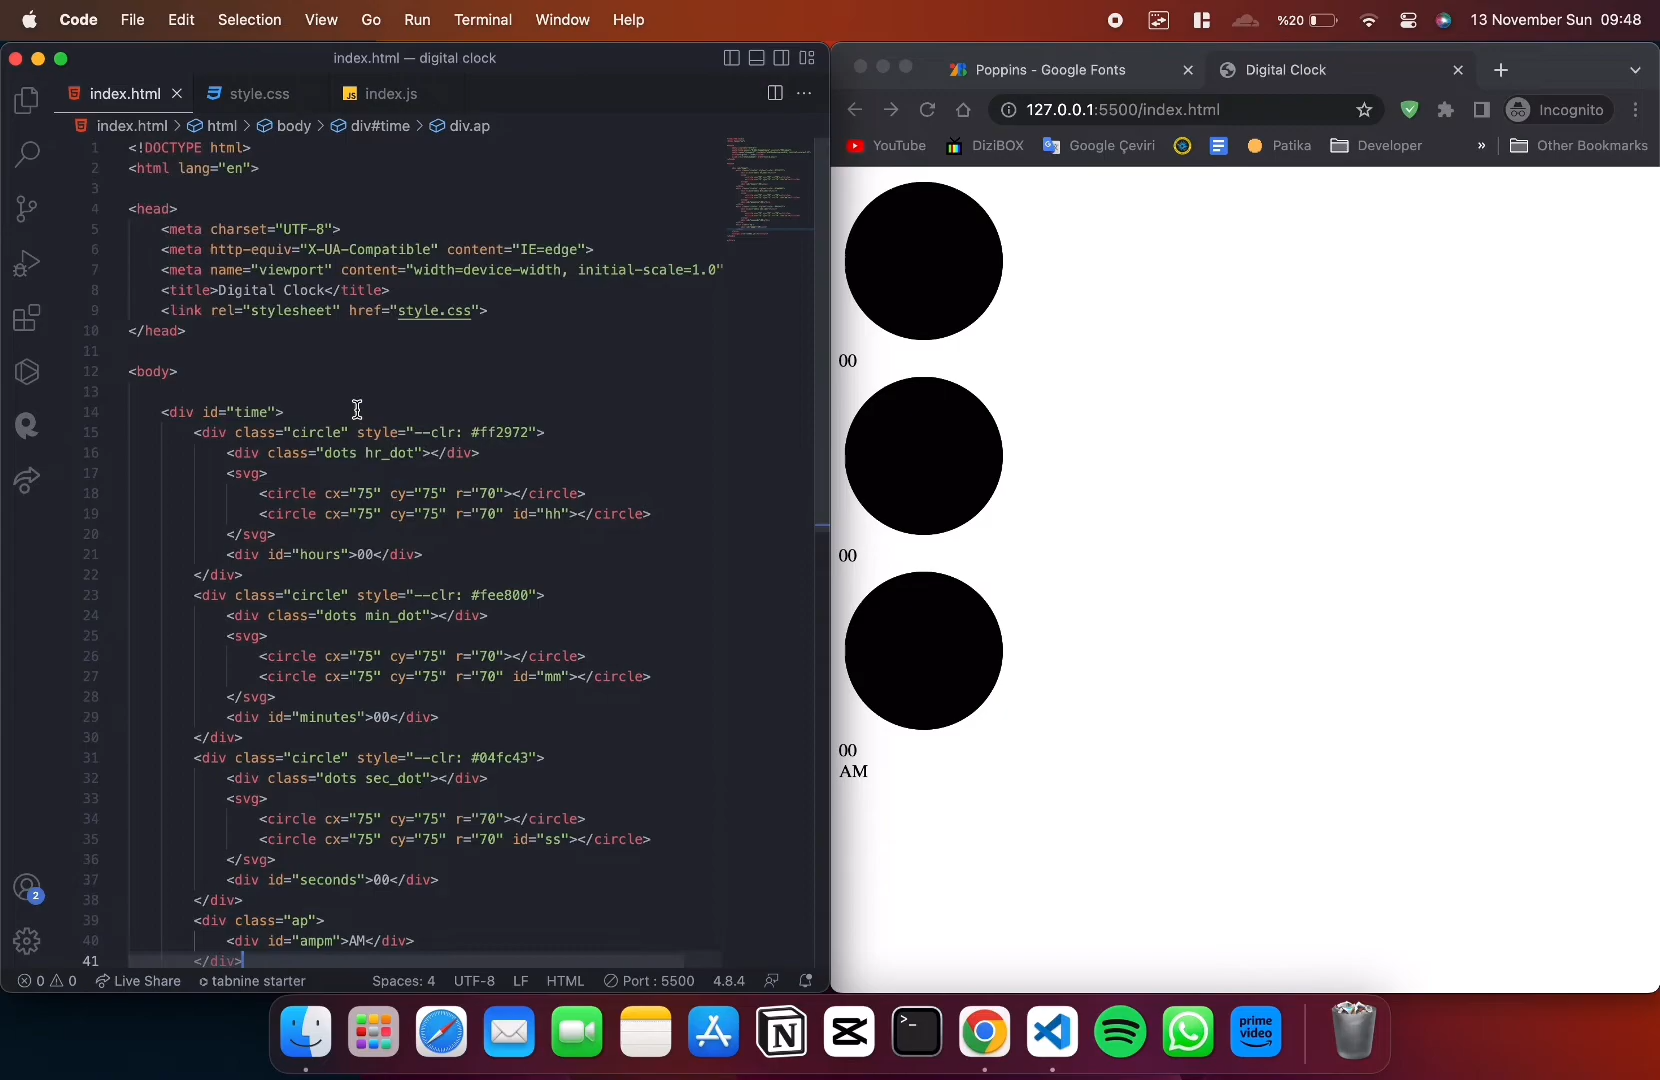 Code File Edit Selection View Go Run Terminal Window Help %20 13 November Sun 09:48
index.html — digital clock
index.html style.css JS index.js
index.html > html > body > div#time > div.ap
1 <!DOCTYPE html>
2 <html lang="en">
3
4 <head>
5 <meta charset="UTF-8">
6 <meta http-equiv="X-UA-Compatible" content="IE=edge">
7 <meta name="viewport" content="width=device-width, initial-scale=1.0"
8 <title>Digital Clock</title>
9 <link rel="stylesheet" href="style.css">
10 </head>
11
12 <body>
13
14 <div id="time">
15 <div class="circle" style="--clr: #ff2972">
16 <div class="dots hr_dot"></div>
17 <svg>
18 <circle cx="75" cy="75" r="70"></circle>
19 <circle cx="75" cy="75" r="70" id="hh"></circle>
20 </svg>
21 <div id="hours">00</div>
22 </div>
23 <div class="circle" style="--clr: #fee800">
24 <div class="dots min_dot"></div>
25 <svg>
26 <circle cx="75" cy="75" r="70"></circle>
27 <circle cx="75" cy="75" r="70" id="mm"></circle>
28 </svg>
29 <div id="minutes">00</div>
30 </div>
31 <div class="circle" style="--clr: #04fc43">
32 <div class="dots sec_dot"></div>
33 <svg>
34 <circle cx="75" cy="75" r="70"></circle>
35 <circle cx="75" cy="75" r="70" id="ss"></circle>
36 </svg>
37 <div id="seconds">00</div>
38 </div>
39 <div class="ap">
40 <div id="ampm">AM</div>
41 </div>
2
0 0 Live Share tabnine starter Spaces: 4 UTF-8 LF HTML Port : 5500 4.8.4
Poppins - Google Fonts Digital Clock
127.0.0.1:5500/index.html Incognito
YouTube DiziBOX Google Çeviri Patika Developer » Other Bookmarks
00
00
00
AM
prime
video